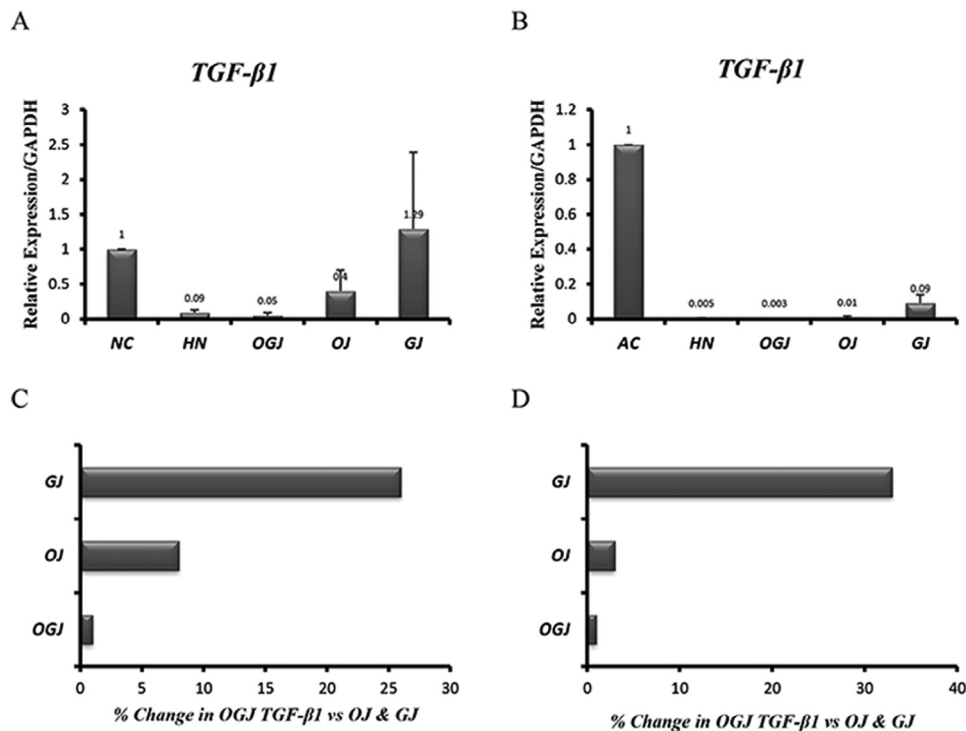 A
TGF-β1
Relative Expression/GAPDH
3
2.5
2
1.5
1
0.5
0
1
0.09
0.05
0.4
1.29
NC HN OGJ OJ GJ
B
TGF-β1
Relative Expression/GAPDH
1.2
1
0.8
0.6
0.4
0.2
0
1
0.005
0.003
0.01
0.09
AC HN OGJ OJ GJ
C
GJ
OJ
OGJ
0 5 10 15 20 25 30
% Change in OGJ TGF-β1 vs OJ & GJ
D
GJ
OJ
OGJ
0 10 20 30 40
% Change in OGJ TGF-β1 vs OJ & GJ